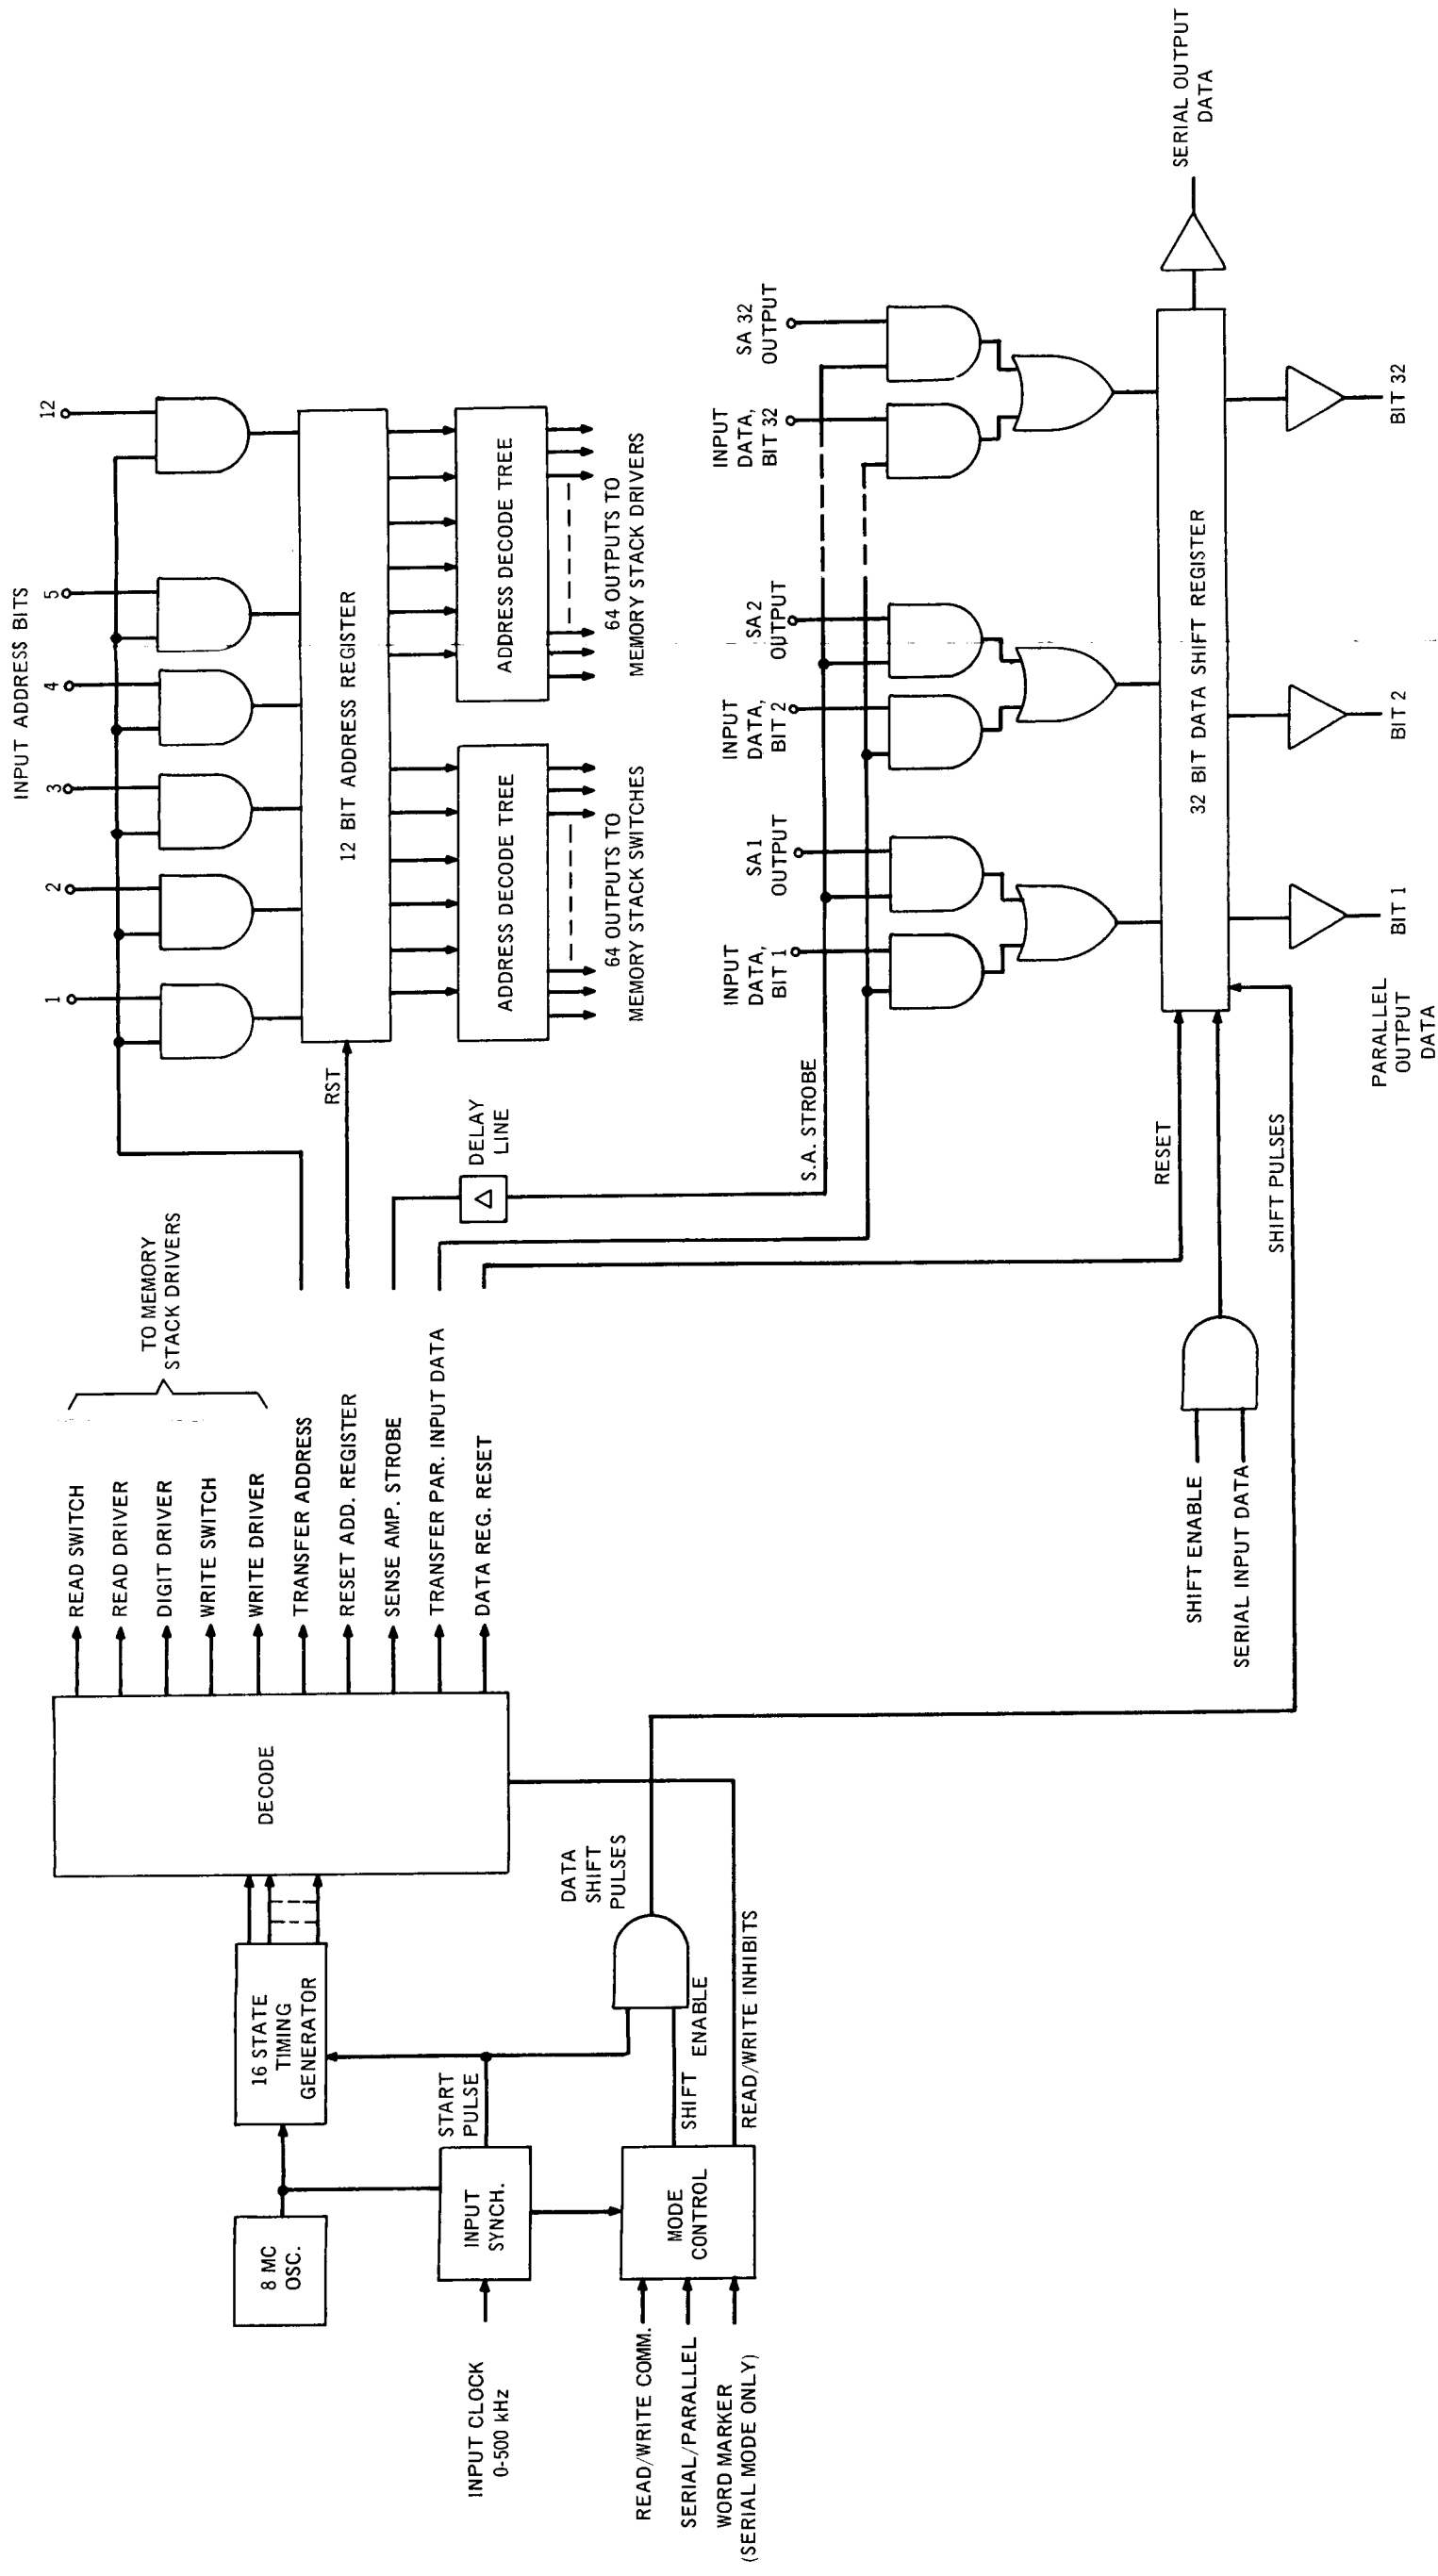 INPUT ADDRESS BITS
1
2
3
4
5
12
12 BIT ADDRESS REGISTER
RST
ADDRESS DECODE TREE
ADDRESS DECODE TREE
64 OUTPUTS TO
MEMORY STACK SWITCHES
64 OUTPUTS TO
MEMORY STACK DRIVERS
TO MEMORY
STACK DRIVERS
READ SWITCH
READ DRIVER
DIGIT DRIVER
WRITE SWITCH
WRITE DRIVER
TRANSFER ADDRESS
RESET ADD. REGISTER
SENSE AMP. STROBE
TRANSFER PAR. INPUT DATA
DATA REG. RESET
DECODE
16 STATE
TIMING
GENERATOR
8 MC
OSC.
START
PULSE
INPUT
SYNCH.
INPUT CLOCK
0-500 kHz
MODE
CONTROL
READ/WRITE COMM.
SERIAL/PARALLEL
WORD MARKER
(SERIAL MODE ONLY)
SHIFT ENABLE
READ/WRITE INHIBITS
DATA
SHIFT
PULSES
DELAY
LINE
Δ
S.A. STROBE
INPUT
DATA,
BIT 1
SA 1
OUTPUT
INPUT
DATA,
BIT 2
SA 2
OUTPUT
INPUT
DATA,
BIT 32
SA 32
OUTPUT
RESET
SHIFT PULSES
SHIFT ENABLE
SERIAL INPUT DATA
32 BIT DATA SHIFT REGISTER
SERIAL OUTPUT
DATA
PARALLEL
OUTPUT
DATA
BIT 1
BIT 2
BIT 32